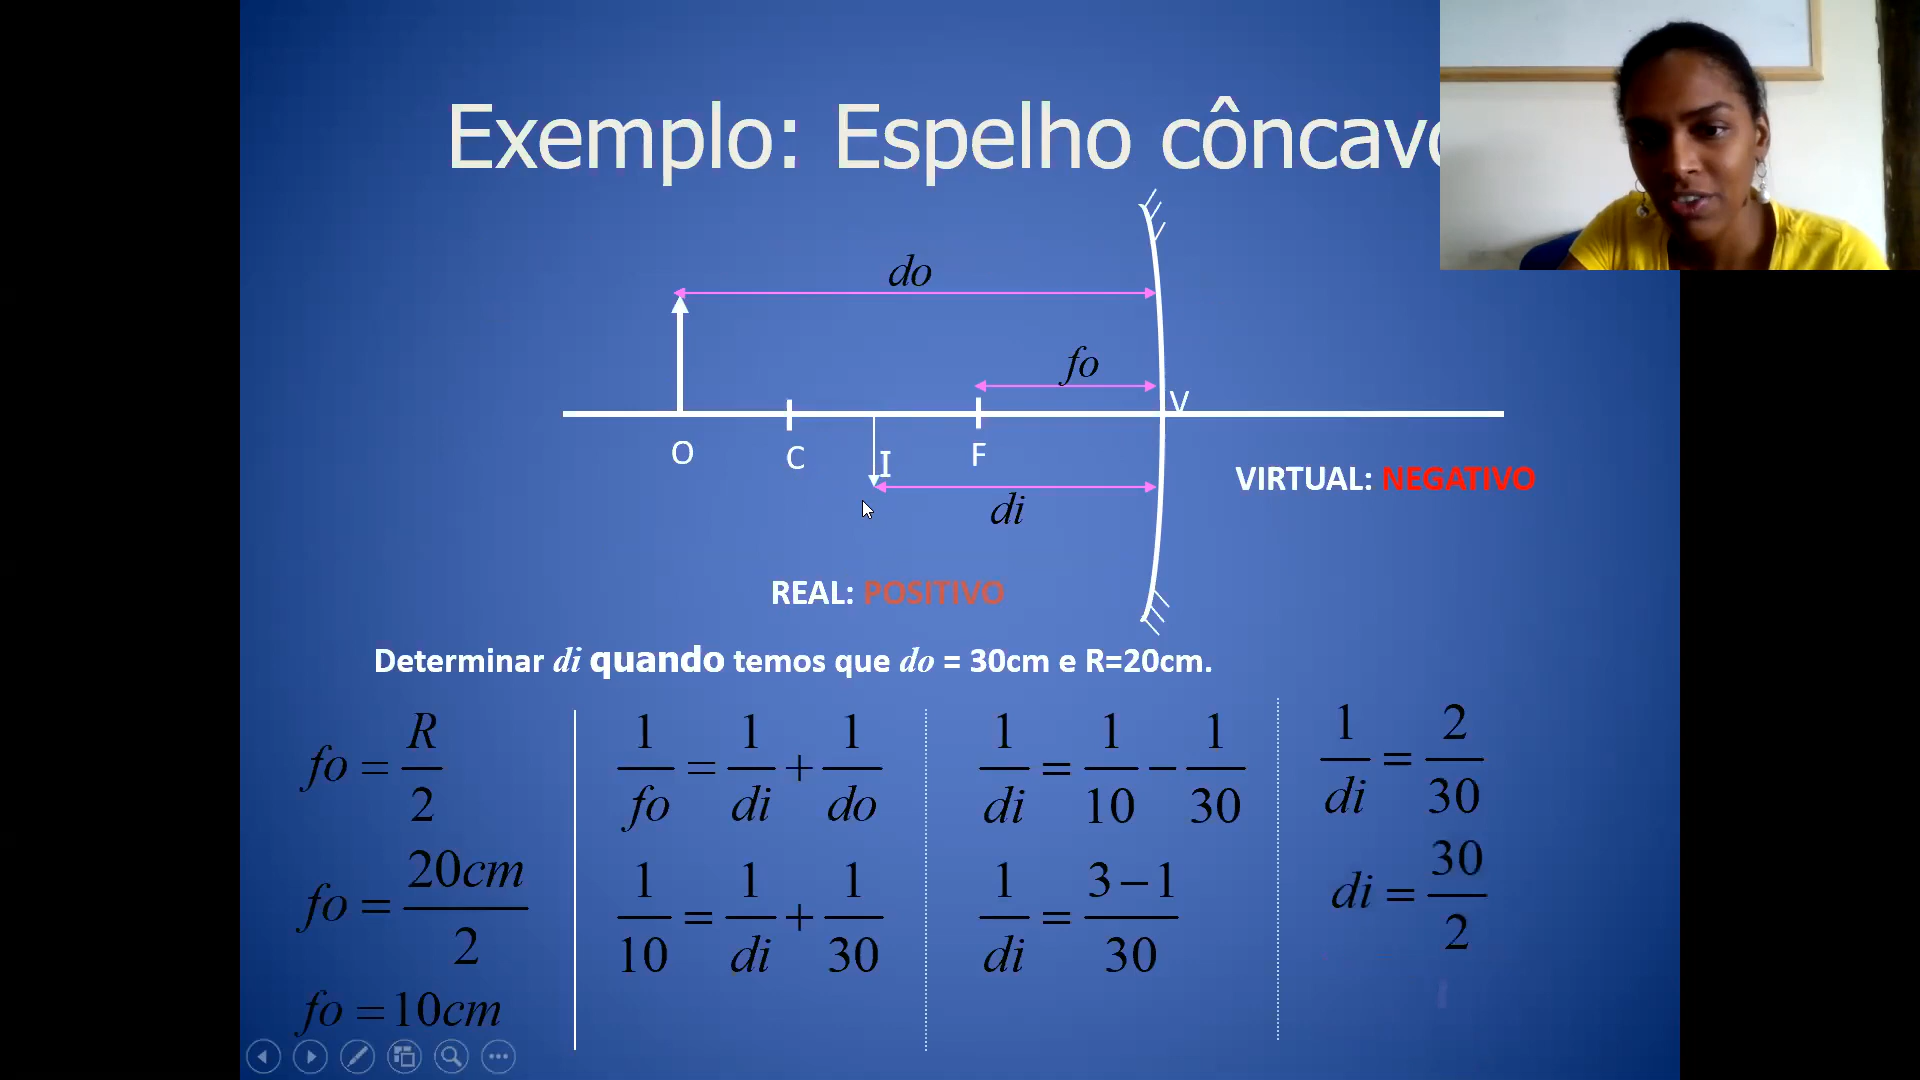 Exemplo: Espelho côncavo
do
fo
V
O
C
I
F
VIRTUAL: NEGATIVO
di
REAL: POSITIVO
Determinar di quando temos que do = 30cm e R=20cm.
fo = R/2
fo = 20cm/2
fo = 10cm
1/fo = 1/di + 1/do
1/10 = 1/di + 1/30
1/di = 1/10 − 1/30
1/di = 3−1/30
1/di = 2/30
di = 30/2